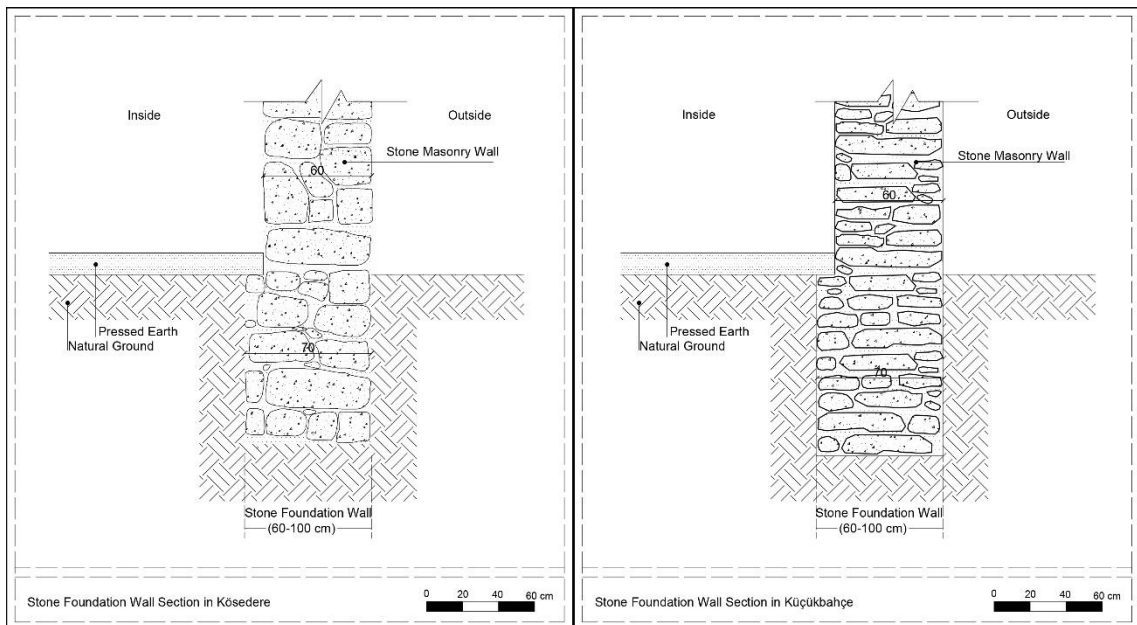 Inside
Outside
Stone Masonry Wall
60
Pressed Earth
Natural Ground
70
Stone Foundation Wall
(60-100 cm)
Stone Foundation Wall Section in Kösedere
0 20 40 60 cm
Inside
Outside
Stone Masonry Wall
60
Pressed Earth
Natural Ground
70
Stone Foundation Wall
(60-100 cm)
Stone Foundation Wall Section in Küçükbahçe
0 20 40 60 cm